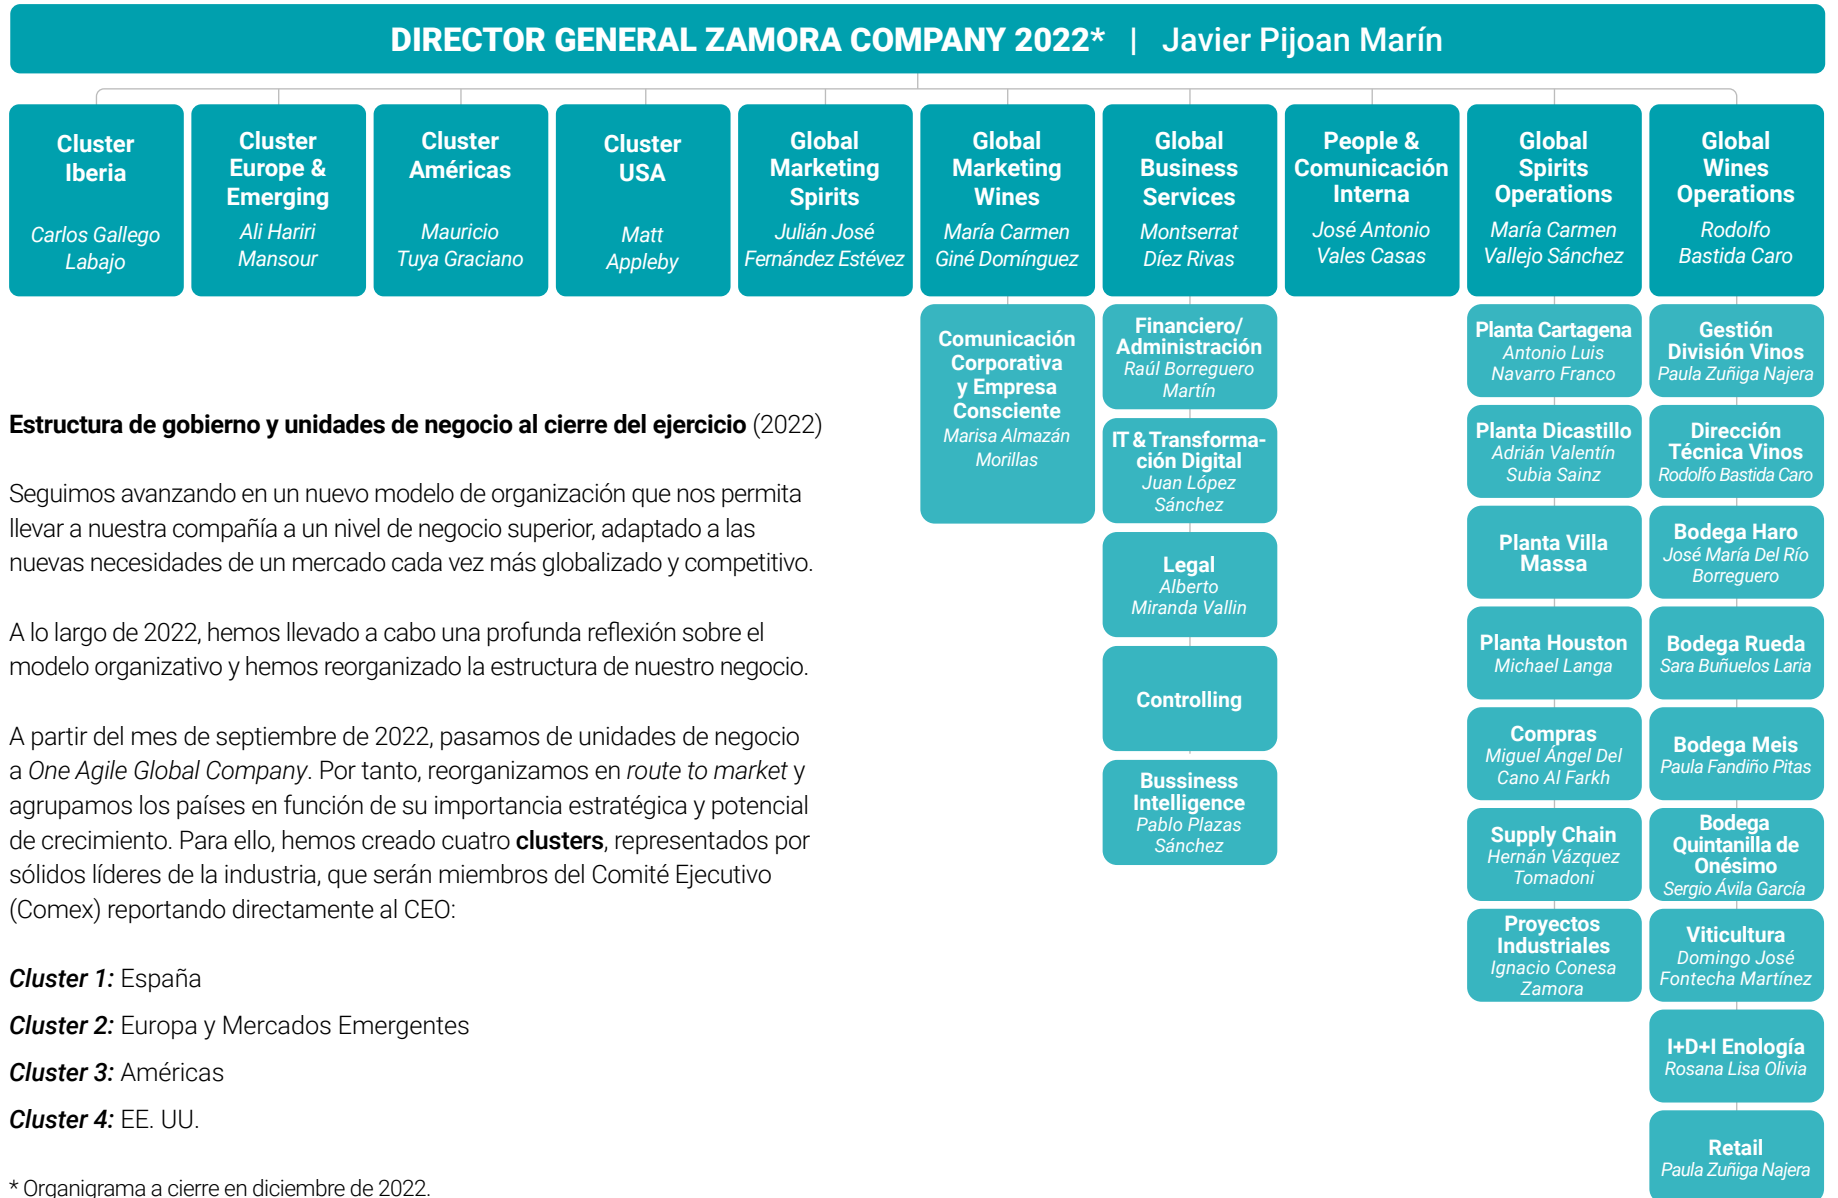 DIRECTOR GENERAL ZAMORA COMPANY 2022* | Javier Pijoan Marín
Cluster
Iberia
Carlos Gallego
Labajo
Cluster
Europe &
Emerging
Ali Hariri
Mansour
Cluster
Américas
Mauricio
Tuya Graciano
Cluster
USA
Matt
Appleby
Global
Marketing
Spirits
Julián José
Fernández Estévez
Global
Marketing
Wines
María Carmen
Giné Domínguez
Global
Business
Services
Montserrat
Díez Rivas
People &
Comunicación
Interna
José Antonio
Vales Casas
Global
Spirits
Operations
María Carmen
Vallejo Sánchez
Global
Wines
Operations
Rodolfo
Bastida Caro
Comunicación
Corporativa
y Empresa
Consciente
Marisa Almazán
Morillas
Financiero/
Administración
Raúl Borreguero
Martín
IT & Transforma-
ción Digital
Juan López
Sánchez
Legal
Alberto
Miranda Vallin
Controlling
Bussiness
Intelligence
Pablo Plazas
Sánchez
Planta Cartagena
Antonio Luis
Navarro Franco
Planta Dicastillo
Adrián Valentín
Subia Sainz
Planta Villa
Massa
Planta Houston
Michael Langa
Compras
Miguel Ángel Del
Cano Al Farkh
Supply Chain
Hernán Vázquez
Tomadoni
Proyectos
Industriales
Ignacio Conesa
Zamora
Gestión
División Vinos
Paula Zuñiga Najera
Dirección
Técnica Vinos
Rodolfo Bastida Caro
Bodega Haro
José María Del Río
Borreguero
Bodega Rueda
Sara Buñuelos Laria
Bodega Meis
Paula Fandiño Pitas
Bodega
Quintanilla de
Onésimo
Sergio Ávila García
Viticultura
Domingo José
Fontecha Martínez
I+D+I Enología
Rosana Lisa Olivia
Retail
Paula Zuñiga Najera
Estructura de gobierno y unidades de negocio al cierre del ejercicio (2022)
Seguimos avanzando en un nuevo modelo de organización que nos permita
llevar a nuestra compañía a un nivel de negocio superior, adaptado a las
nuevas necesidades de un mercado cada vez más globalizado y competitivo.
A lo largo de 2022, hemos llevado a cabo una profunda reflexión sobre el
modelo organizativo y hemos reorganizado la estructura de nuestro negocio.
A partir del mes de septiembre de 2022, pasamos de unidades de negocio
a One Agile Global Company. Por tanto, reorganizamos en route to market y
agrupamos los países en función de su importancia estratégica y potencial
de crecimiento. Para ello, hemos creado cuatro clusters, representados por
sólidos líderes de la industria, que serán miembros del Comité Ejecutivo
(Comex) reportando directamente al CEO:
Cluster 1: España
Cluster 2: Europa y Mercados Emergentes
Cluster 3: Américas
Cluster 4: EE. UU.
* Organigrama a cierre en diciembre de 2022.